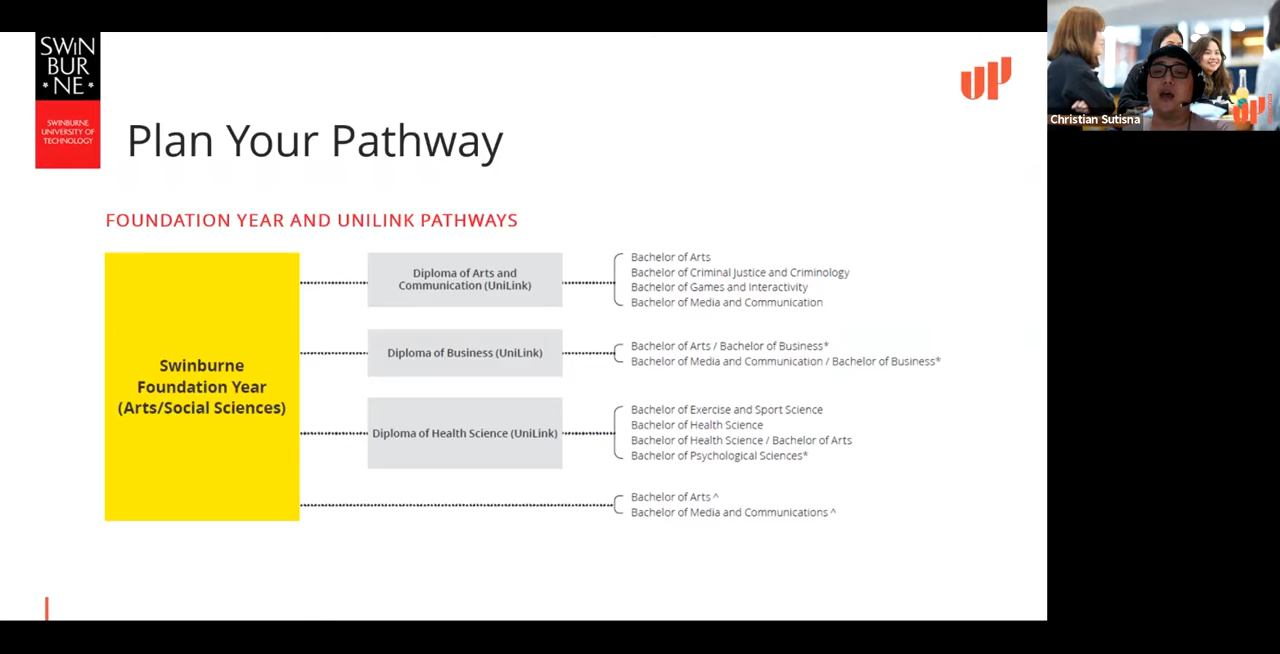 SWIN
BUR
NE
SWINBURNE
UNIVERSITY OF
TECHNOLOGY
UP
Plan Your Pathway
FOUNDATION YEAR AND UNILINK PATHWAYS
Swinburne
Foundation Year
(Arts/Social Sciences)
Diploma of Arts and
Communication (UniLink)
Bachelor of Arts
Bachelor of Criminal Justice and Criminology
Bachelor of Games and Interactivity
Bachelor of Media and Communication
Diploma of Business (UniLink)
Bachelor of Arts / Bachelor of Business*
Bachelor of Media and Communication / Bachelor of Business*
Diploma of Health Science (UniLink)
Bachelor of Exercise and Sport Science
Bachelor of Health Science
Bachelor of Health Science / Bachelor of Arts
Bachelor of Psychological Sciences*
Bachelor of Arts ^
Bachelor of Media and Communications ^
Christian Sutisna
UP